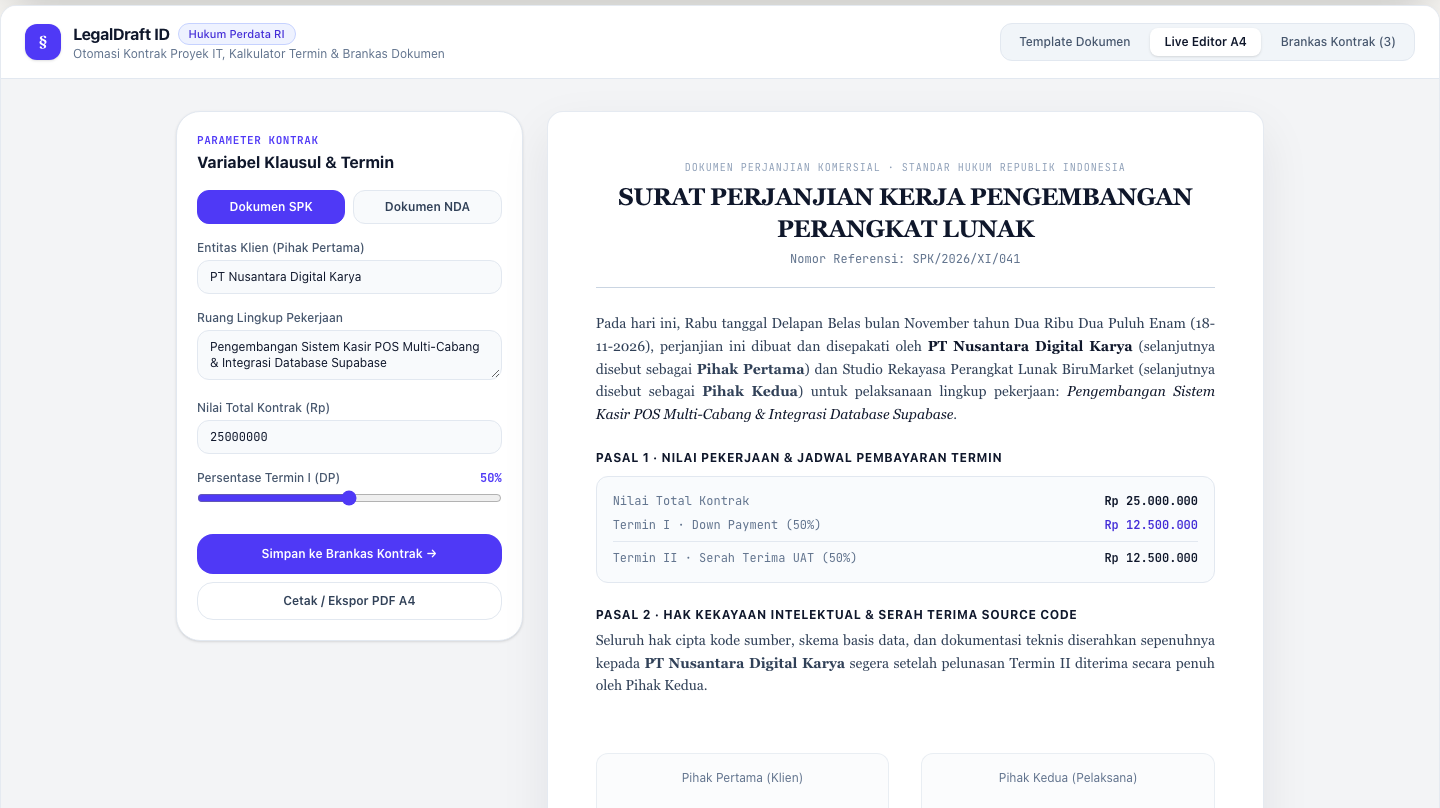 §
LegalDraft ID
Hukum Perdata RI
Otomasi Kontrak Proyek IT, Kalkulator Termin & Brankas Dokumen
Template Dokumen
Live Editor A4
Brankas Kontrak (3)
PARAMETER KONTRAK
Variabel Klausul & Termin
Dokumen SPK
Dokumen NDA
Entitas Klien (Pihak Pertama)
PT Nusantara Digital Karya
Ruang Lingkup Pekerjaan
Pengembangan Sistem Kasir POS Multi-Cabang
& Integrasi Database Supabase
Nilai Total Kontrak (Rp)
25000000
Persentase Termin I (DP)
50%
Simpan ke Brankas Kontrak →
Cetak / Ekspor PDF A4
DOKUMEN PERJANJIAN KOMERSIAL · STANDAR HUKUM REPUBLIK INDONESIA
SURAT PERJANJIAN KERJA PENGEMBANGAN
PERANGKAT LUNAK
Nomor Referensi: SPK/2026/XI/041
Pada hari ini, Rabu tanggal Delapan Belas bulan November tahun Dua Ribu Dua Puluh Enam (18-
11-2026), perjanjian ini dibuat dan disepakati oleh PT Nusantara Digital Karya (selanjutnya
disebut sebagai Pihak Pertama) dan Studio Rekayasa Perangkat Lunak BiruMarket (selanjutnya
disebut sebagai Pihak Kedua) untuk pelaksanaan lingkup pekerjaan: Pengembangan Sistem
Kasir POS Multi-Cabang & Integrasi Database Supabase.
PASAL 1 · NILAI PEKERJAAN & JADWAL PEMBAYARAN TERMIN
Nilai Total Kontrak Rp 25.000.000
Termin I · Down Payment (50%) Rp 12.500.000
Termin II · Serah Terima UAT (50%) Rp 12.500.000
PASAL 2 · HAK KEKAYAAN INTELEKTUAL & SERAH TERIMA SOURCE CODE
Seluruh hak cipta kode sumber, skema basis data, dan dokumentasi teknis diserahkan sepenuhnya
kepada PT Nusantara Digital Karya segera setelah pelunasan Termin II diterima secara penuh
oleh Pihak Kedua.
Pihak Pertama (Klien)
Pihak Kedua (Pelaksana)